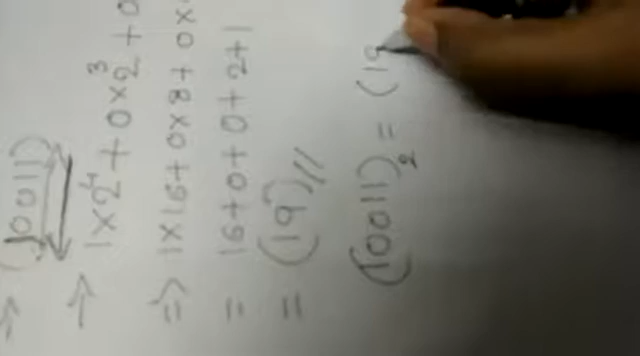 → (10011)
→ 1×2⁴ + 0×2³ + 0
⇒ 1×16 + 0×8 + 0×
= 16+0+0+2+1
= (19)//
(10011)₂ = (19